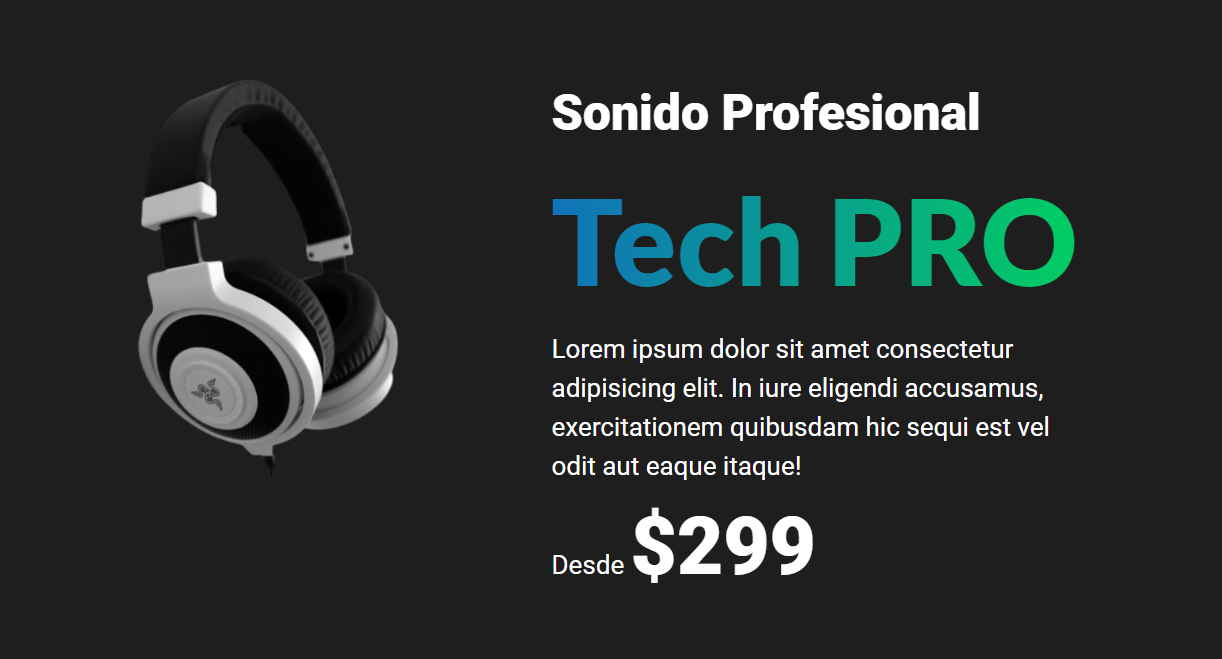 Sonido Profesional
Tech PRO
Lorem ipsum dolor sit amet consectetur
adipisicing elit. In iure eligendi accusamus,
exercitationem quibusdam hic sequi est vel
odit aut eaque itaque!
Desde $299